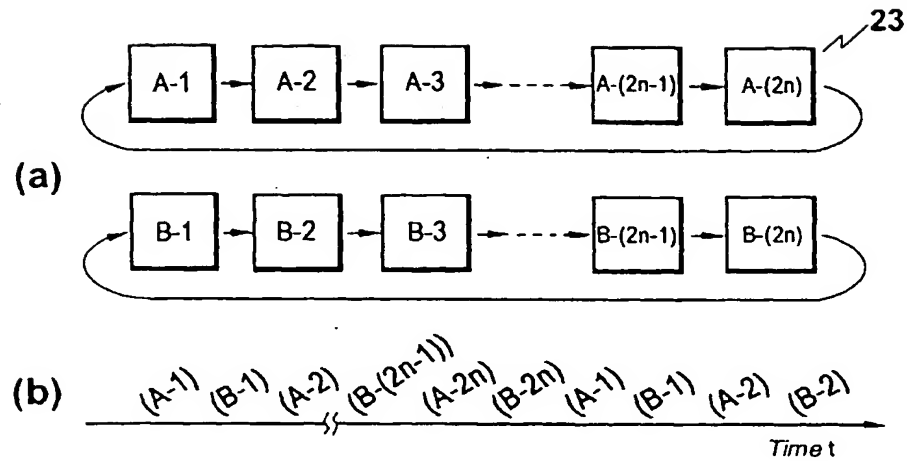 23
A-1 A-2 A-3 A-(2n-1) A-(2n)
(a)
B-1 B-2 B-3 B-(2n-1) B-(2n)
(b) (A-1) (B-1) (A-2) (B-(2n-1)) (A-2n) (B-2n) (A-1) (B-1) (A-2) (B-2)
Time t